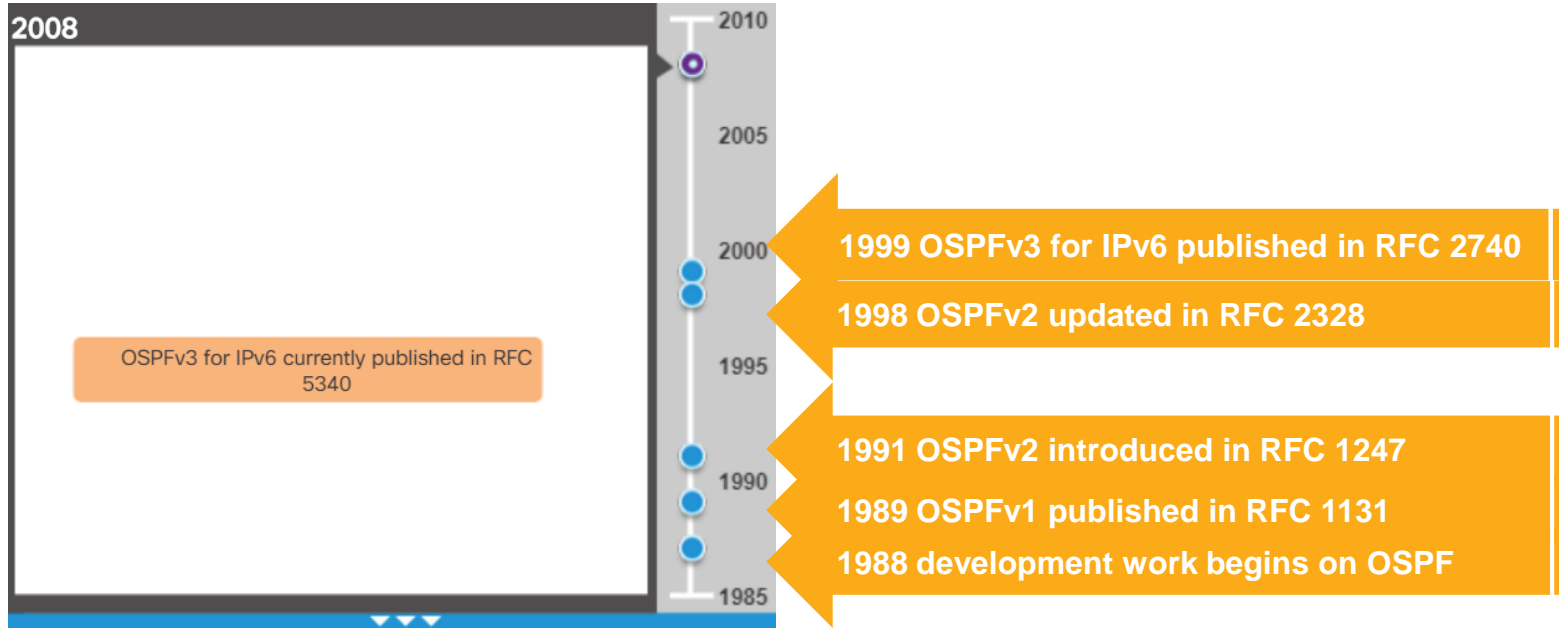 2008
OSPFv3 for IPv6 currently published in RFC
5340
2010
2005
2000
1995
1990
1985
1999 OSPFv3 for IPv6 published in RFC 2740
1998 OSPFv2 updated in RFC 2328
1991 OSPFv2 introduced in RFC 1247
1989 OSPFv1 published in RFC 1131
1988 development work begins on OSPF